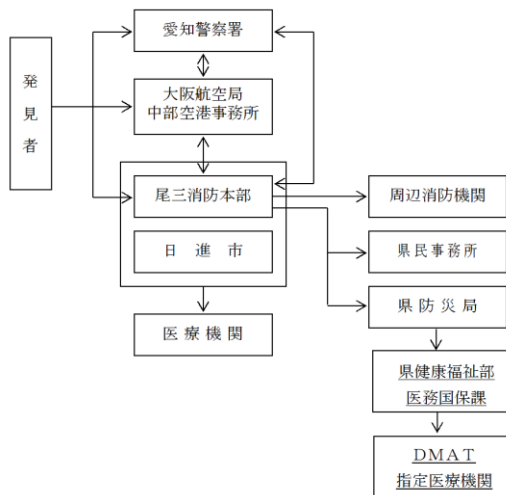 愛知警察署
発見者
大阪航空局
中部空港事務所
尾三消防本部
周辺消防機関
日進市
県民事務所
県防災局
医療機関
県健康福祉部
医務国保課
DMAT
指定医療機関